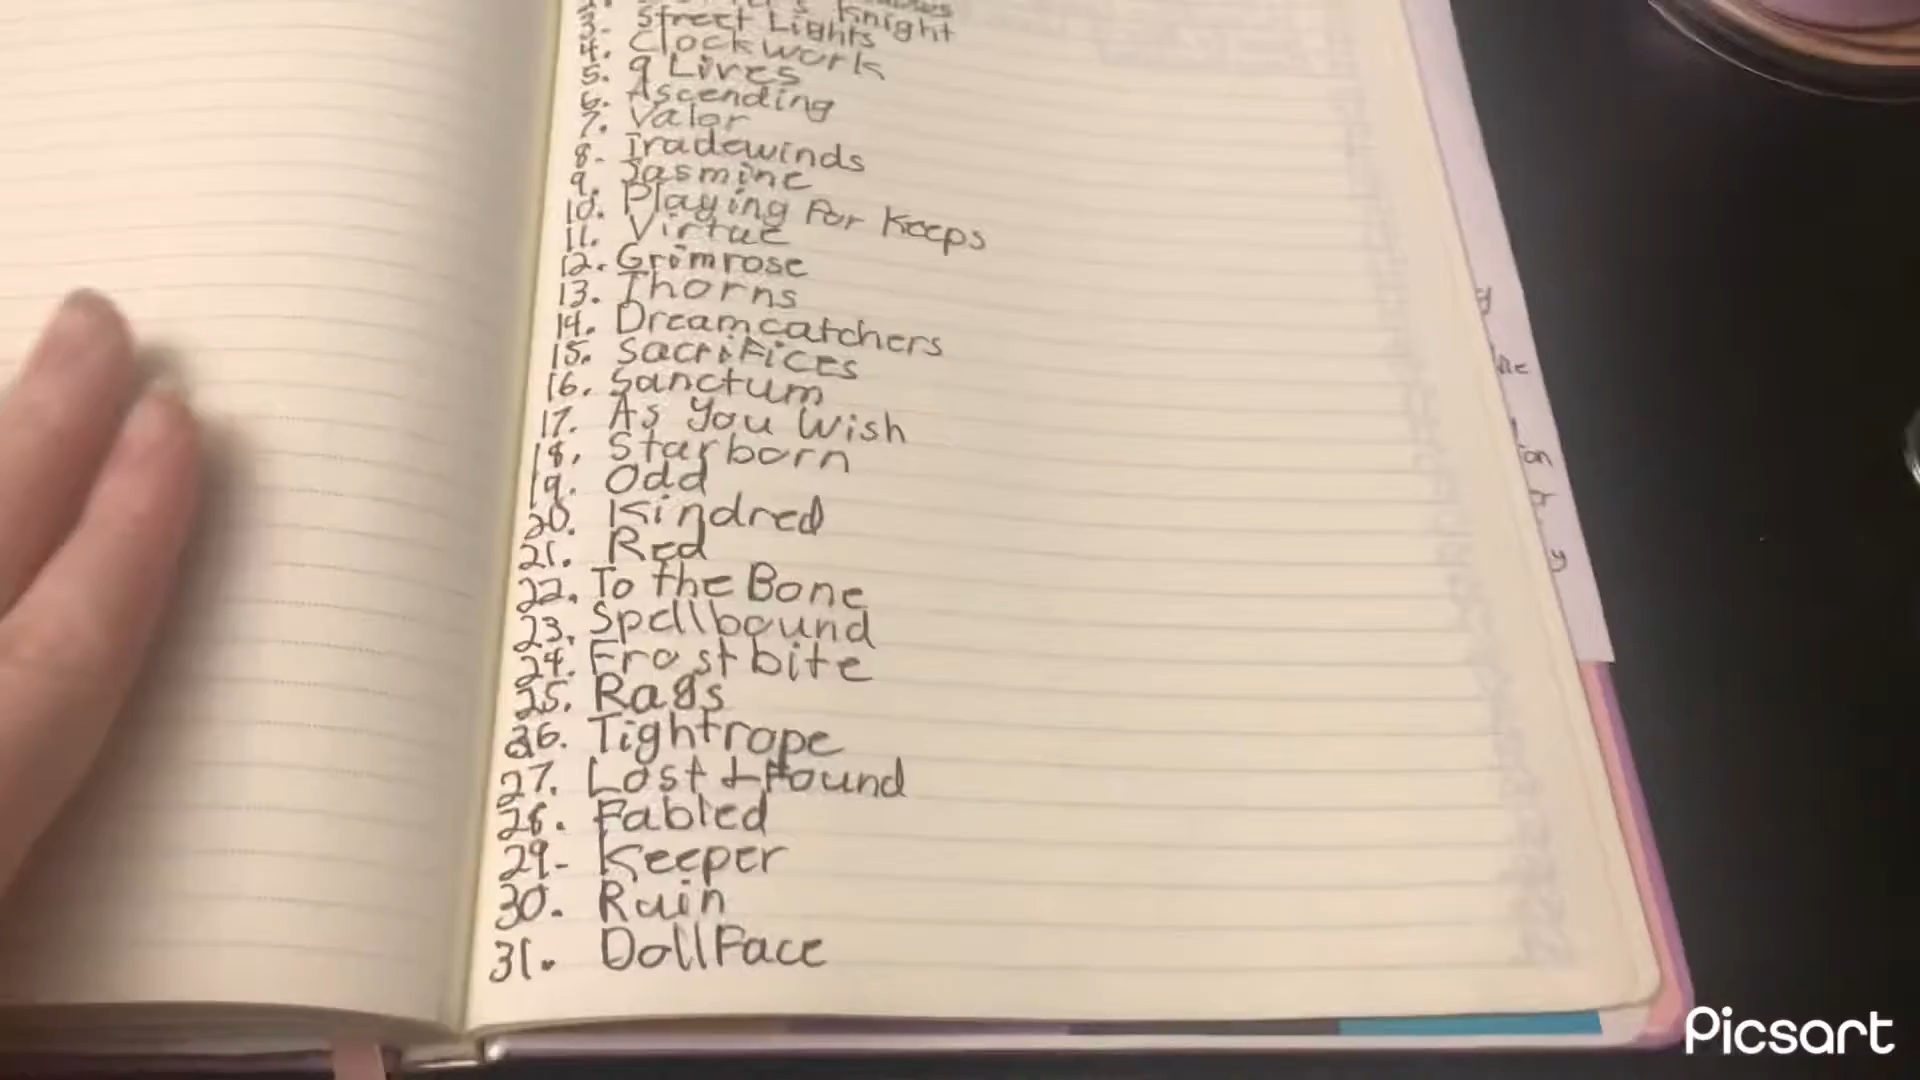 Knight
3. Street Lights
4. Clockwork
5. 9 Lives
6. Ascending
7. Valor
8. Tradewinds
9. Jasmine
10. Playing For Keeps
11. Virtue
12. Grimrose
13. Thorns
14. Dreamcatchers
15. Sacrifices
16. Sanctum
17. As You Wish
18. Starborn
19. Odd
20. Kindred
21. Red
22. To the Bone
23. Spellbound
24. Frostbite
25. Rags
26. Tightrope
27. Lost + Found
28. Fabled
29- Keeper
30. Ruin
31. DollFace
Picsart